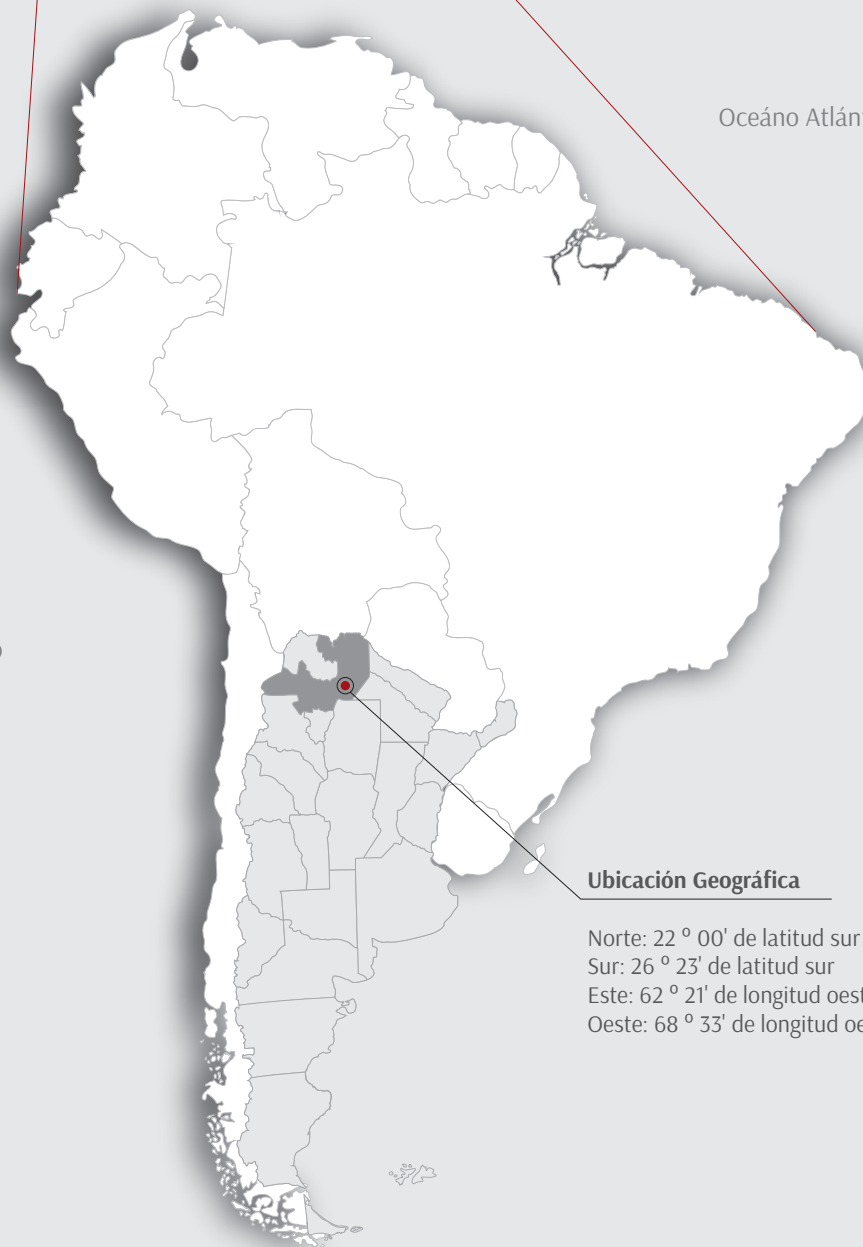 Oceáno Atlán
Ubicación Geográfica
Norte: 22 º 00' de latitud sur
Sur: 26 º 23' de latitud sur
Este: 62 º 21' de longitud oest
Oeste: 68 º 33' de longitud oe